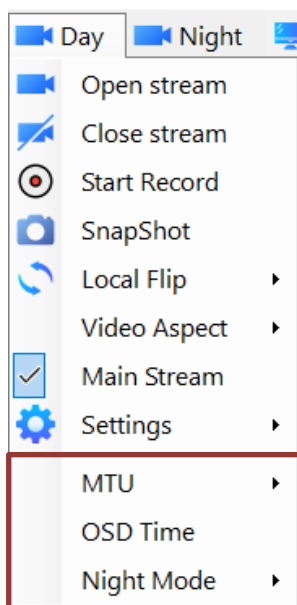 Day
Night
Open stream
Close stream
Start Record
SnapShot
Local Flip
Video Aspect
Main Stream
Settings
MTU
OSD Time
Night Mode